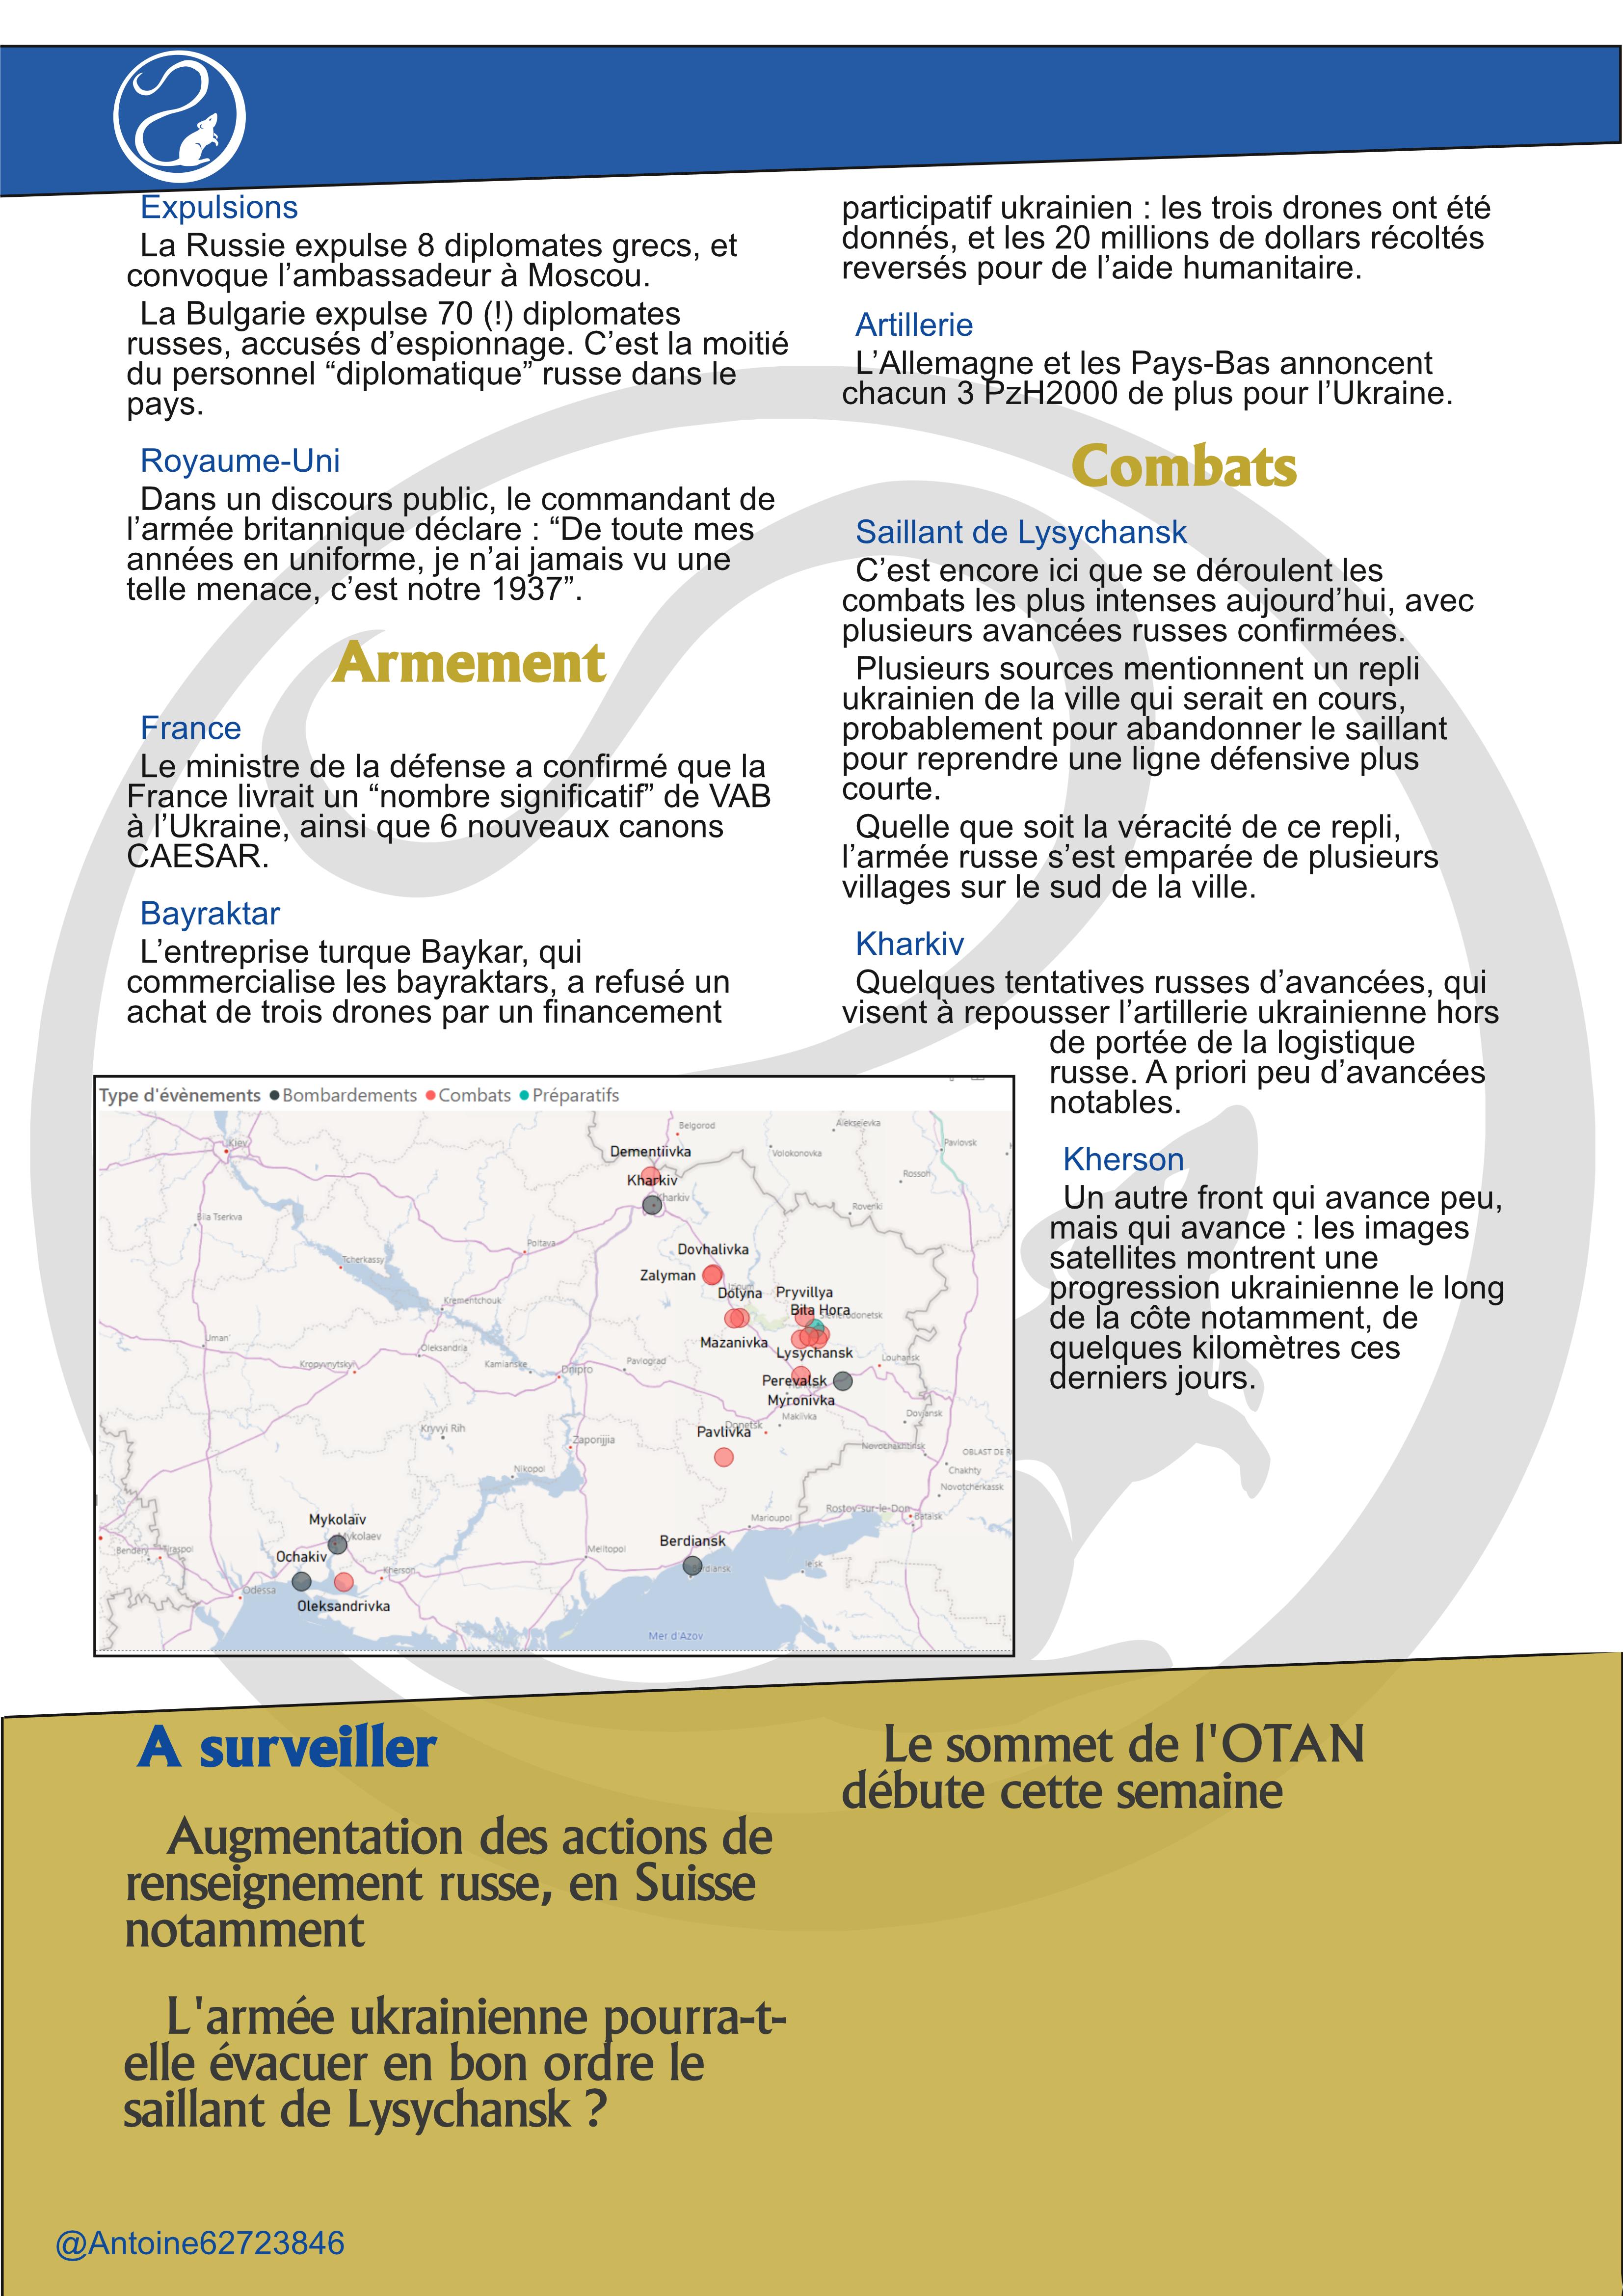 Expulsions
La Russie expulse 8 diplomates grecs, et
convoque l’ambassadeur à Moscou.
La Bulgarie expulse 70 (!) diplomates
russes, accusés d’espionnage. C’est la moitié
du personnel “diplomatique” russe dans le
pays.
Royaume-Uni
Dans un discours public, le commandant de
l’armée britannique déclare : “De toute mes
années en uniforme, je n’ai jamais vu une
telle menace, c’est notre 1937”.
Armement
France
Le ministre de la défense a confirmé que la
France livrait un “nombre significatif” de VAB
à l’Ukraine, ainsi que 6 nouveaux canons
CAESAR.
Bayraktar
L’entreprise turque Baykar, qui
commercialise les bayraktars, a refusé un
achat de trois drones par un financement
participatif ukrainien : les trois drones ont été
donnés, et les 20 millions de dollars récoltés
reversés pour de l’aide humanitaire.
Artillerie
L’Allemagne et les Pays-Bas annoncent
chacun 3 PzH2000 de plus pour l’Ukraine.
Combats
Saillant de Lysychansk
C’est encore ici que se déroulent les
combats les plus intenses aujourd’hui, avec
plusieurs avancées russes confirmées.
Plusieurs sources mentionnent un repli
ukrainien de la ville qui serait en cours,
probablement pour abandonner le saillant
pour reprendre une ligne défensive plus
courte.
Quelle que soit la véracité de ce repli,
l’armée russe s’est emparée de plusieurs
villages sur le sud de la ville.
Kharkiv
Quelques tentatives russes d’avancées, qui
visent à repousser l’artillerie ukrainienne hors
de portée de la logistique
russe. A priori peu d’avancées
notables.
Kherson
Un autre front qui avance peu,
mais qui avance : les images
satellites montrent une
progression ukrainienne le long
de la côte notamment, de
quelques kilomètres ces
derniers jours.
Type d'évènements Bombardements Combats Préparatifs
Belgorod
Alekseïevka
Kiev
Dementiivka
Volokonovka
Pavlovsk
Kharkiv
Rosson
Kharkiv
Rovenki
Bila Tserkva
Poltava
Dovhalivka
Tcherkassy
Zalyman
Izioum
Dolyna
Pryvillya
Krementchouk
Bila Hora
Sievierodonetsk
Uman'
Mazanivka
Oleksandria
Lysychansk
Kropyvnytskyi
Kamianske
Dnipro
Pavlograd
Louhansk
Perevalsk
Myronivka
Makiivka
Dovjansk
Donetsk
Pavlivka
Kryvyi Rih
Zaporijjia
Novochakhtinsk
OBLAST DE R
Nikopol
Chakhty
Novotcherkassk
Rostov-sur-le-Don
Bataïsk
Mykolaïv
Marioupol
Mykolaev
Berdiansk
Bendery
Tiraspol
Ochakiv
Melitopol
Ieïsk
rdiansk
Kherson
Odessa
Oleksandrivka
Mer d'Azov
A surveiller
Augmentation des actions de
renseignement russe, en Suisse
notamment
L'armée ukrainienne pourra-t-
elle évacuer en bon ordre le
saillant de Lysychansk ?
Le sommet de l'OTAN
débute cette semaine
@Antoine62723846